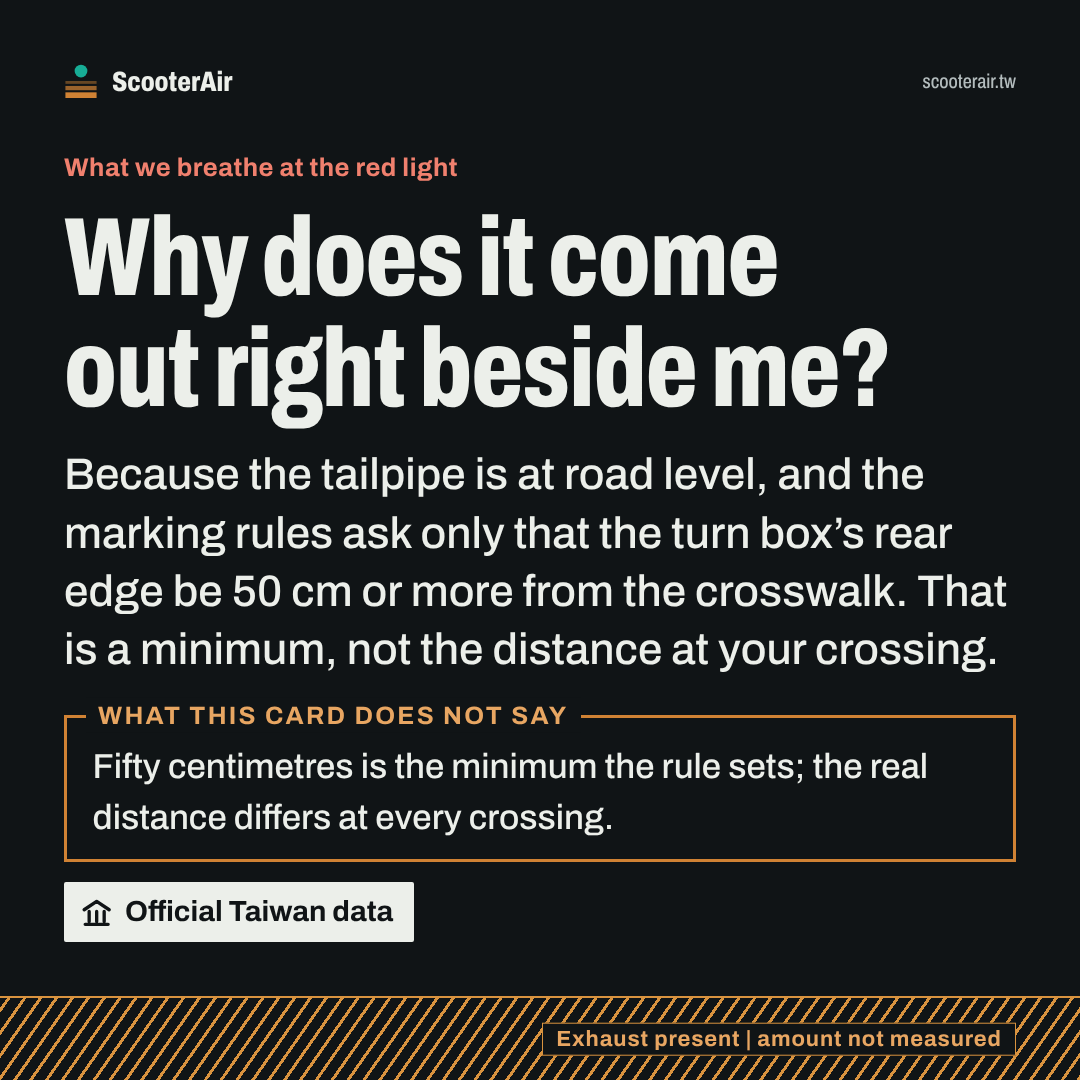 ScooterAir
scooterair.tw
What we breathe at the red light
Why does it come
out right beside me?
Because the tailpipe is at road level, and the
marking rules ask only that the turn box’s rear
edge be 50 cm or more from the crosswalk. That
is a minimum, not the distance at your crossing.
WHAT THIS CARD DOES NOT SAY
Fifty centimetres is the minimum the rule sets; the real
distance differs at every crossing.
Official Taiwan data
Exhaust present | amount not measured